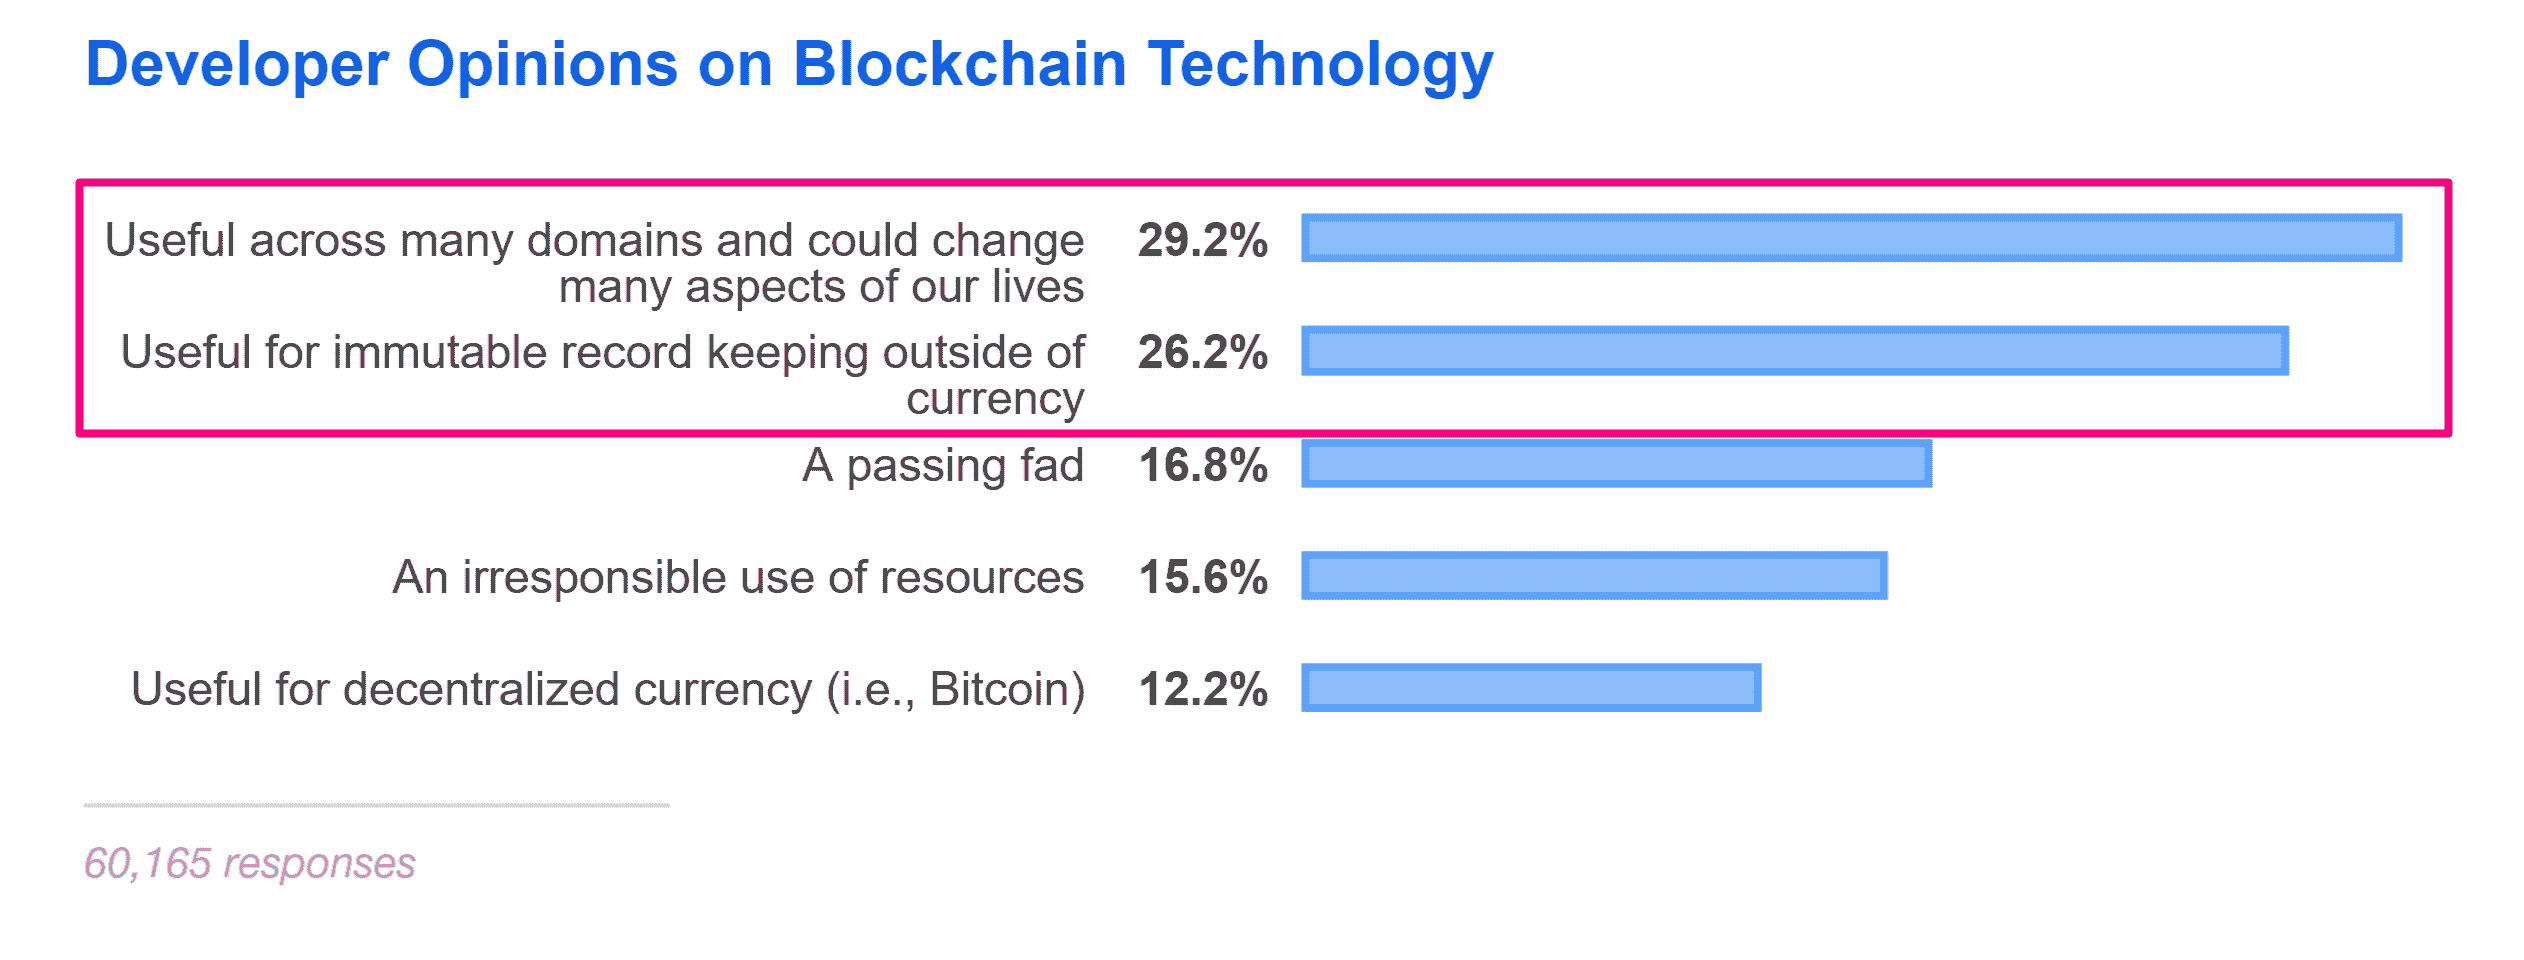 Developer Opinions on Blockchain Technology
Useful across many domains and could change
many aspects of our lives
29.2%
Useful for immutable record keeping outside of
currency
26.2%
A passing fad
16.8%
An irresponsible use of resources
15.6%
Useful for decentralized currency (i.e., Bitcoin)
12.2%
60,165 responses